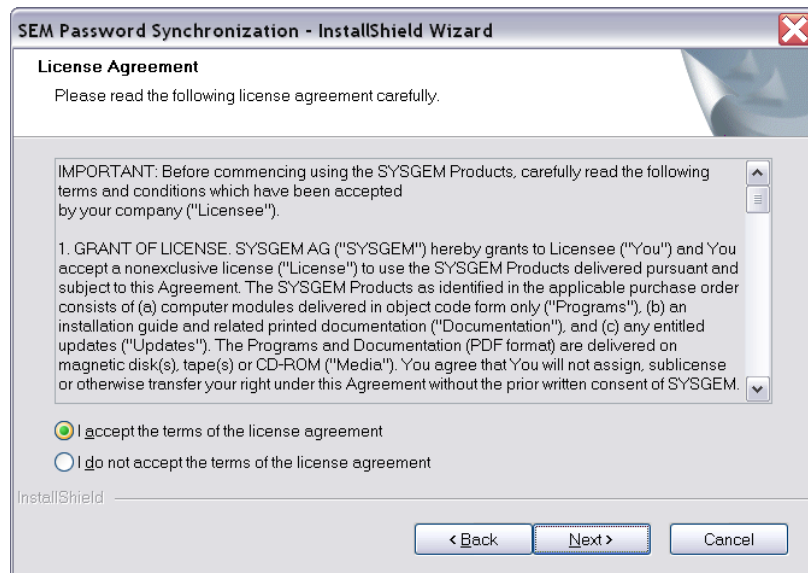 SEM Password Synchronization - InstallShield Wizard
License Agreement
Please read the following license agreement carefully.
IMPORTANT: Before commencing using the SYSGEM Products, carefully read the following
terms and conditions which have been accepted
by your company ("Licensee").
1. GRANT OF LICENSE. SYSGEM AG ("SYSGEM") hereby grants to Licensee ("You") and You
accept a nonexclusive license ("License") to use the SYSGEM Products delivered pursuant and
subject to this Agreement. The SYSGEM Products as identified in the applicable purchase order
consists of (a) computer modules delivered in object code form only ("Programs"), (b) an
installation guide and related printed documentation ("Documentation"), and (c) any entitled
updates ("Updates"). The Programs and Documentation (PDF format) are delivered on
magnetic disk(s), tape(s) or CD-ROM ("Media"). You agree that You will not assign, sublicense
or otherwise transfer your right under this Agreement without the prior written consent of SYSGEM.
I accept the terms of the license agreement
I do not accept the terms of the license agreement
InstallShield
< Back
Next >
Cancel